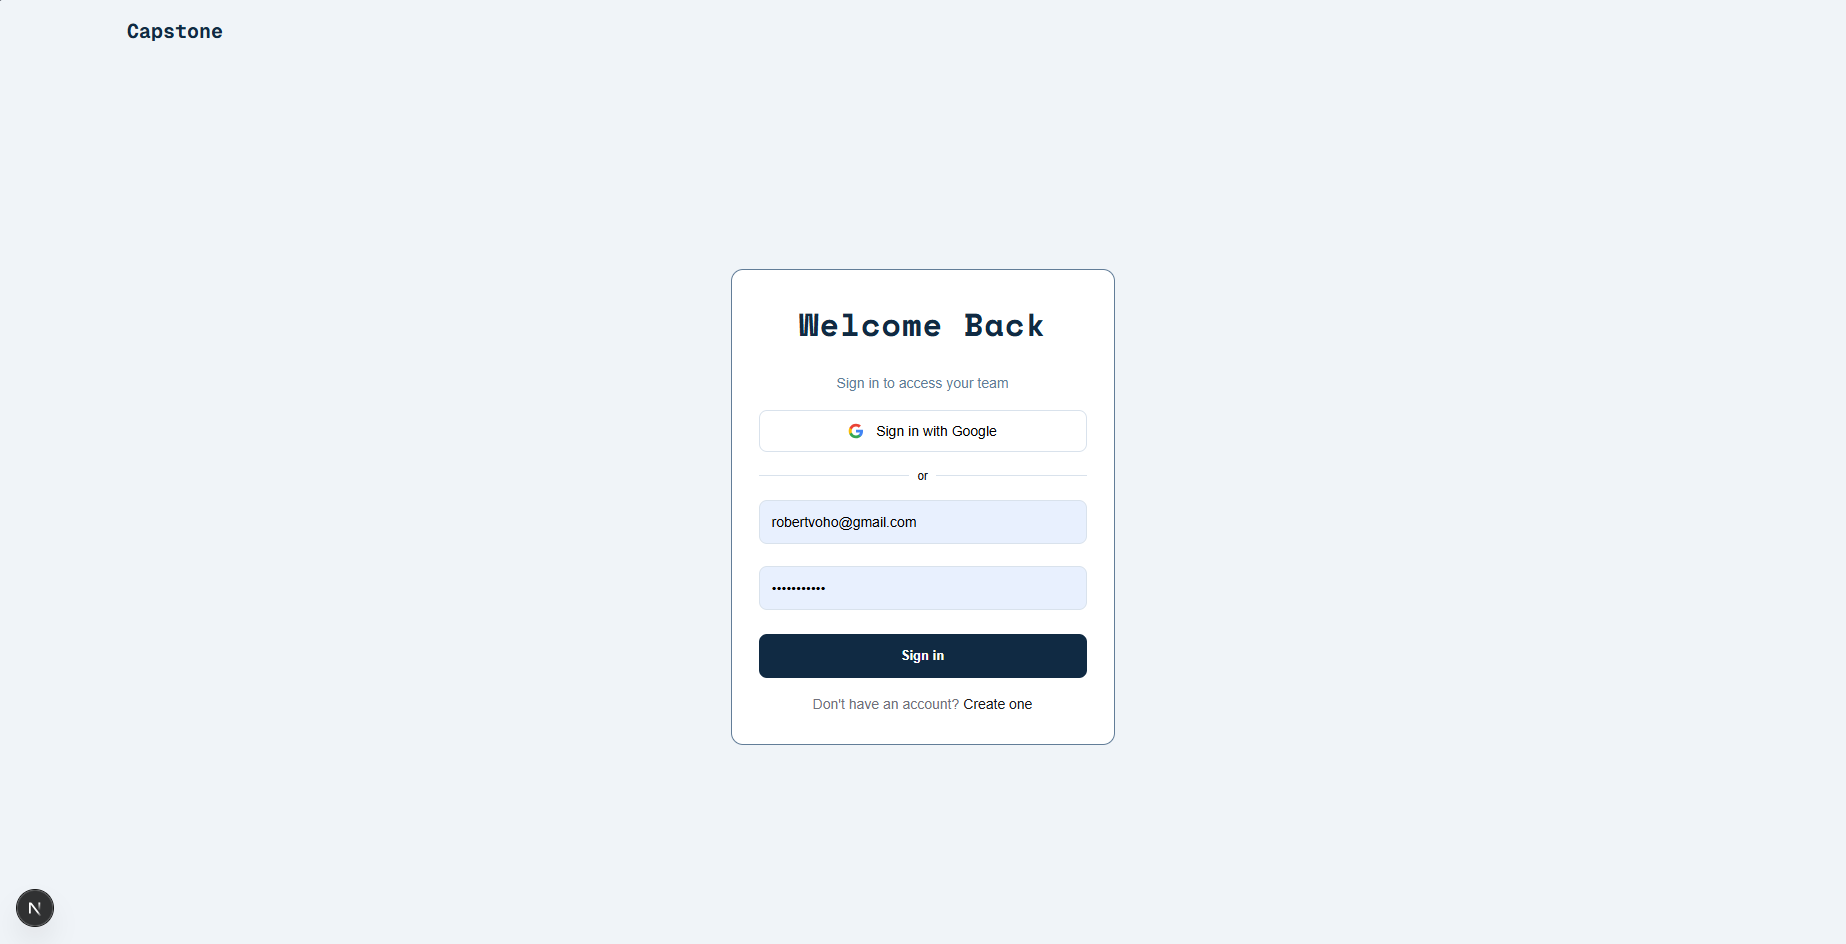 Capstone
Welcome Back
Sign in to access your team
Sign in with Google
or
robertvoho@gmail.com
•••••••••••
Sign in
Don't have an account? Create one
N